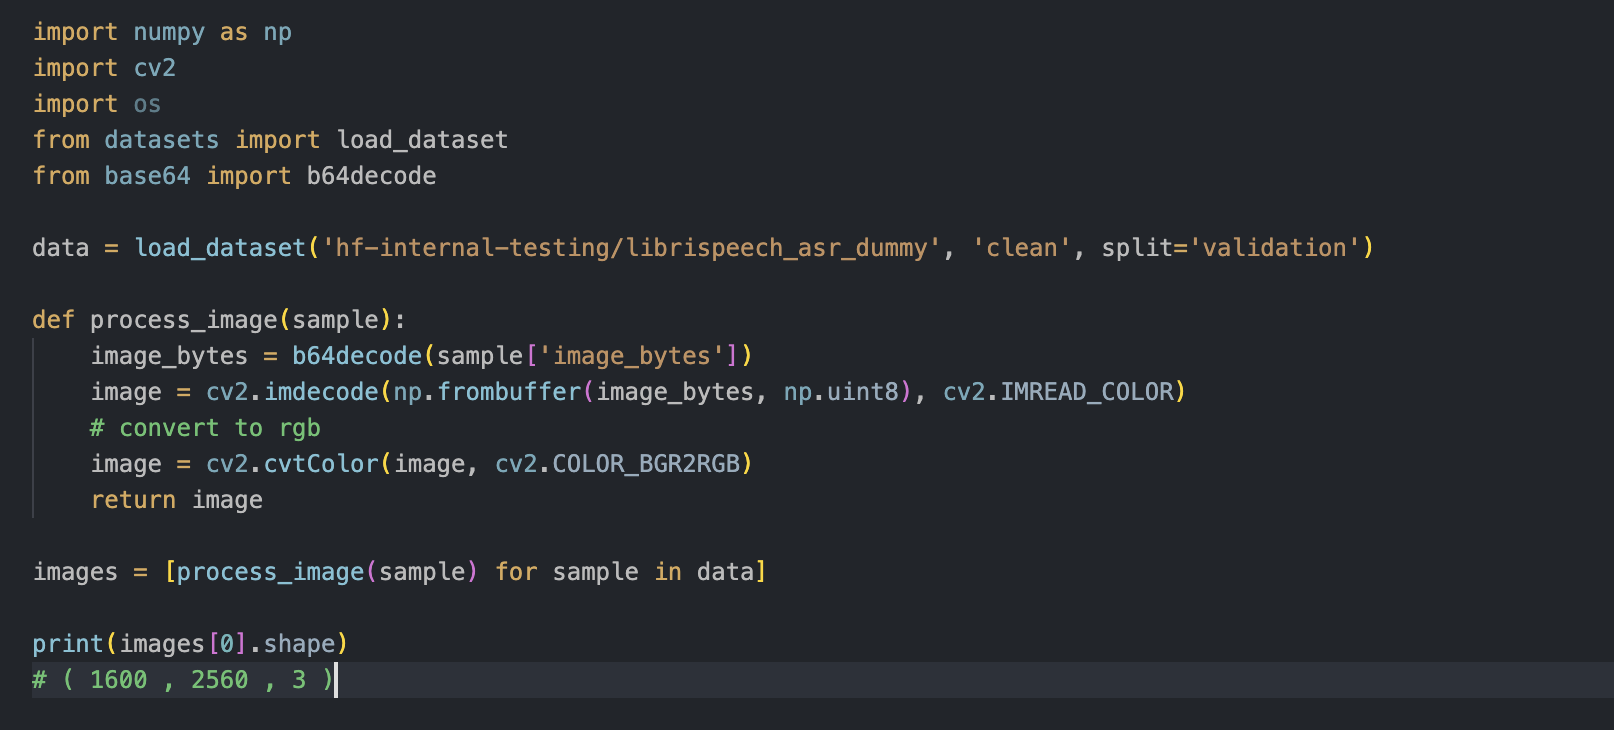 import numpy as np
import cv2
import os
from datasets import load_dataset
from base64 import b64decode
data = load_dataset('hf-internal-testing/librispeech_asr_dummy', 'clean', split='validation')
def process_image(sample):
    image_bytes = b64decode(sample['image_bytes'])
    image = cv2.imdecode(np.frombuffer(image_bytes, np.uint8), cv2.IMREAD_COLOR)
    # convert to rgb
    image = cv2.cvtColor(image, cv2.COLOR_BGR2RGB)
    return image
images = [process_image(sample) for sample in data]
print(images[0].shape)
# ( 1600 , 2560 , 3 )